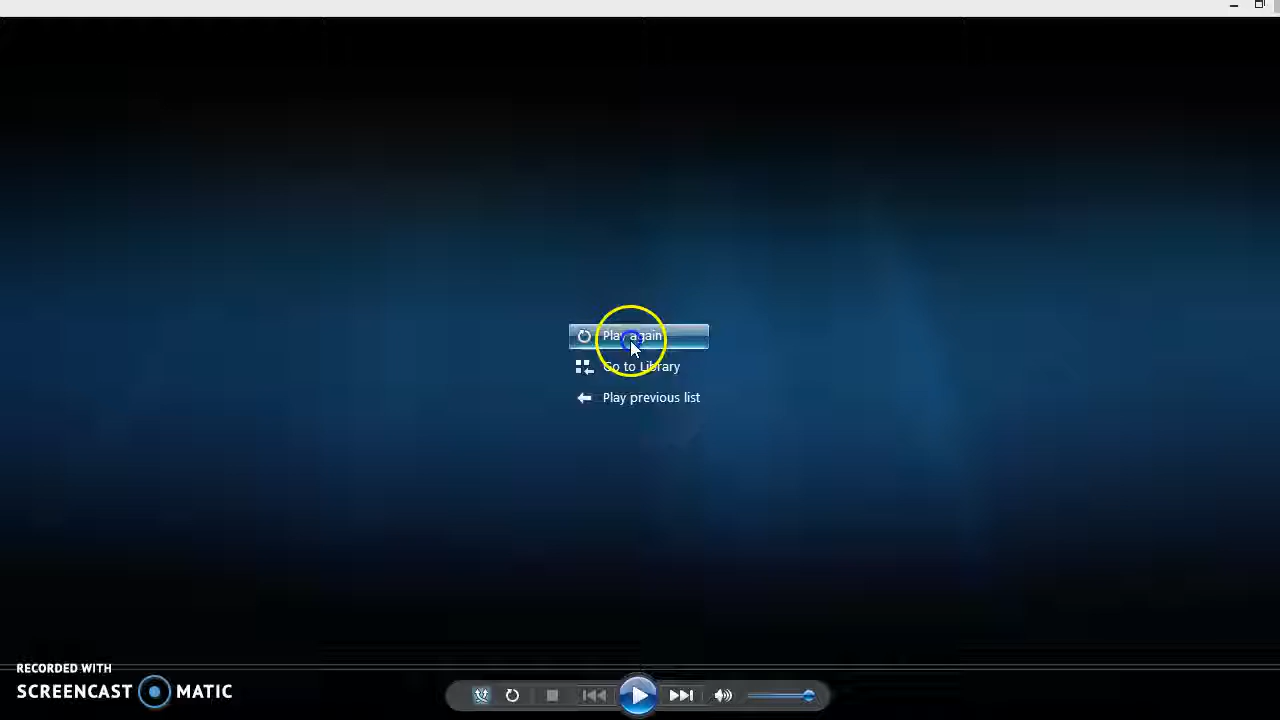 Play again
Go to Library
Play previous list
RECORDED WITH
SCREENCAST MATIC